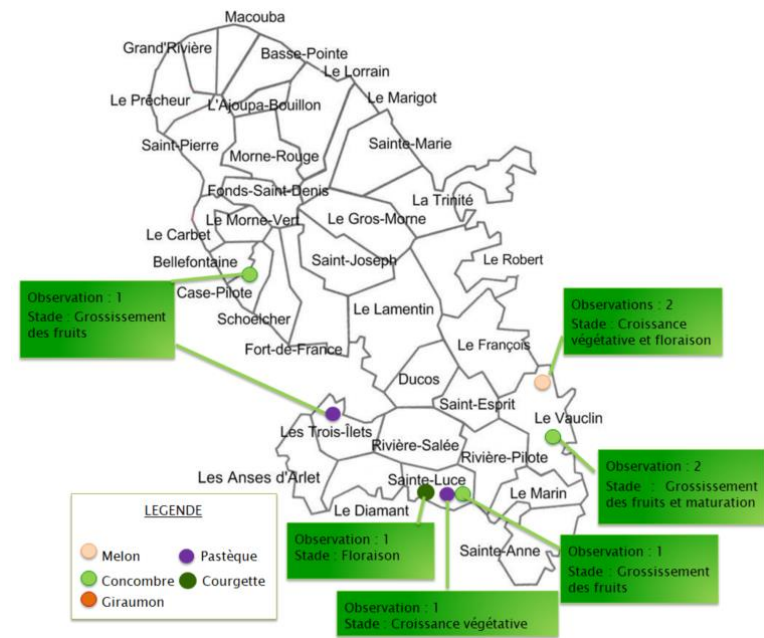 Macouba
Grand'Rivière
Basse-Pointe
Le Lorrain
Le Prêcheur
L'Ajoupa-Bouillon
Le Marigot
Saint-Pierre
Sainte-Marie
Morne-Rouge
Fonds-Saint-Denis
La Trinité
Le Morne-Vert
Le Gros-Morne
Le Carbet
Bellefontaine
Saint-Joseph
Le Robert
Case-Pilote
Le Lamentin
Schoelcher
Fort-de-France
Le François
Ducos
Saint-Esprit
Le Vauclin
Les Trois-Îlets
Rivière-Salée
Rivière-Pilote
Les Anses d'Arlet
Sainte-Luce
Le Marin
Le Diamant
Sainte-Anne
Observation : 1
Stade : Grossissement
des fruits
Observations : 2
Stade : Croissance
végétative et floraison
Observation : 2
Stade : Grossissement
des fruits et maturation
Observation : 1
Stade : Floraison
Observation : 1
Stade : Grossissement
des fruits
Observation : 1
Stade : Croissance végétative
LEGENDE
Melon
Pastèque
Concombre
Courgette
Giraumon